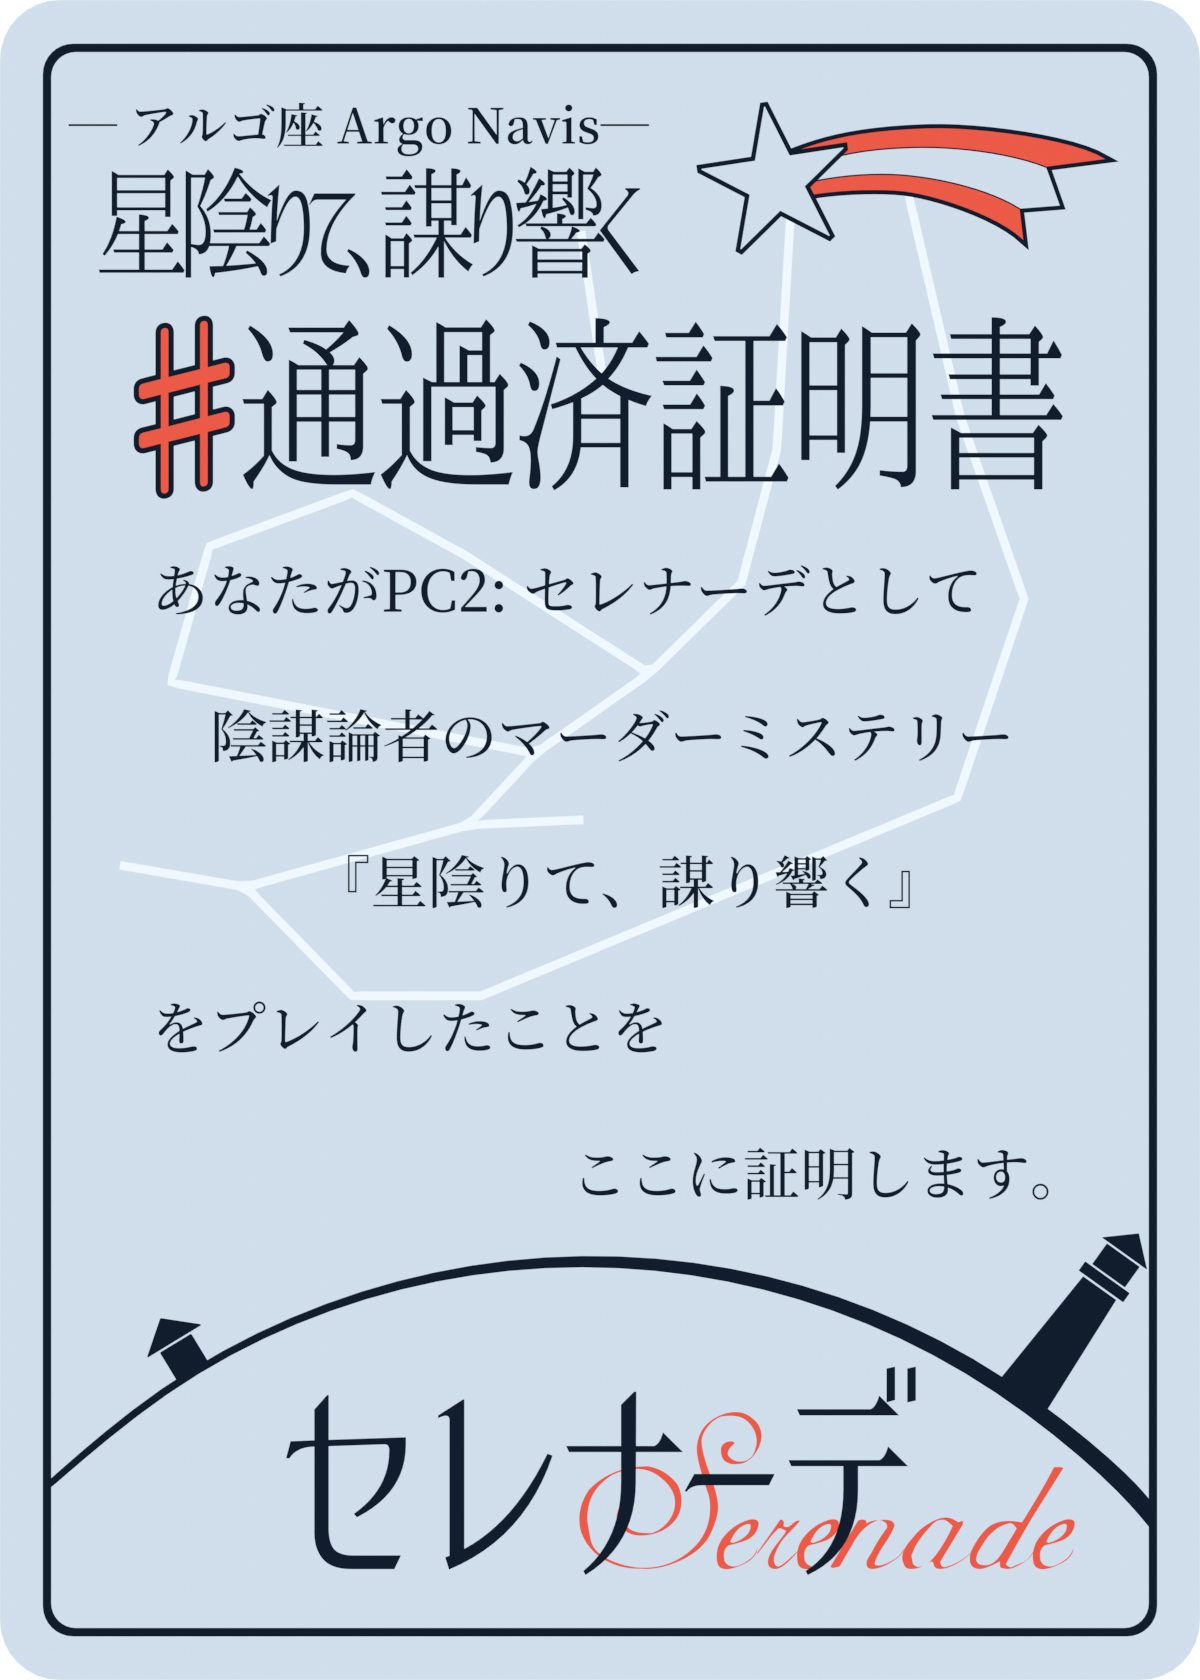 ― アルゴ座 Argo Navis―
星陰りて、謀り響く
#通過済証明書
あなたがPC2: セレナーデとして
陰謀論者のマーダーミステリー
『星陰りて、謀り響く』
をプレイしたことを
ここに証明します。
セレナーデ
Serenade